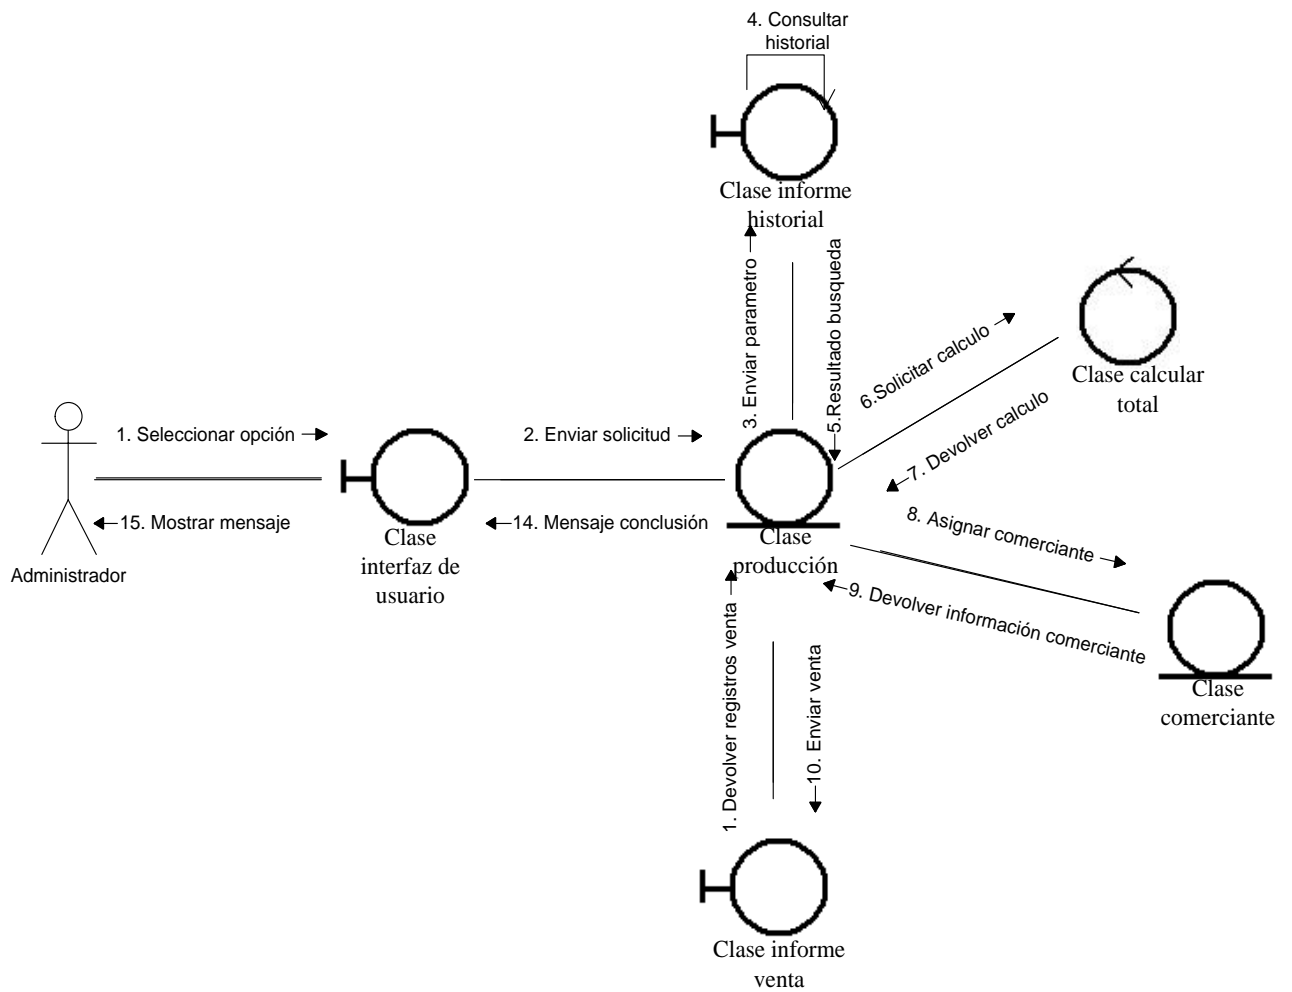 4. Consultar
historial
Clase informe
historial
3. Enviar parametro
5.Resultado busqueda
6.Solicitar calculo
Clase calcular
total
7. Devolver calculo
1. Seleccionar opción
2. Enviar solicitud
15. Mostrar mensaje
14. Mensaje conclusión
Administrador
Clase
interfaz de
usuario
Clase
producción
8. Asignar comerciante
9. Devolver información comerciante
Clase
comerciante
1. Devolver registros venta
10. Enviar venta
Clase informe
venta